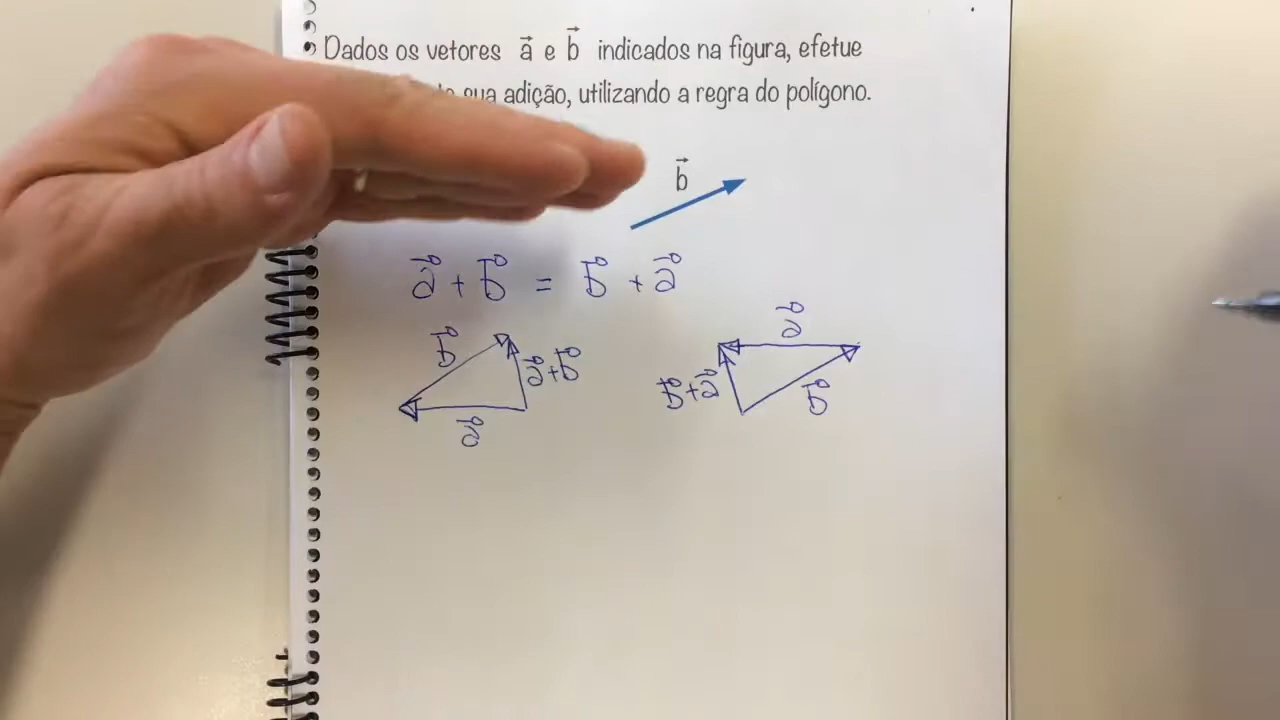 Dados os vetores a⃗ e b⃗ indicados na figura, efetue
sua adição, utilizando a regra do polígono.
b⃗
a⃗ + b⃗ = b⃗ + a⃗
b⃗ a⃗+b⃗ a⃗
a⃗ b⃗+a⃗ b⃗